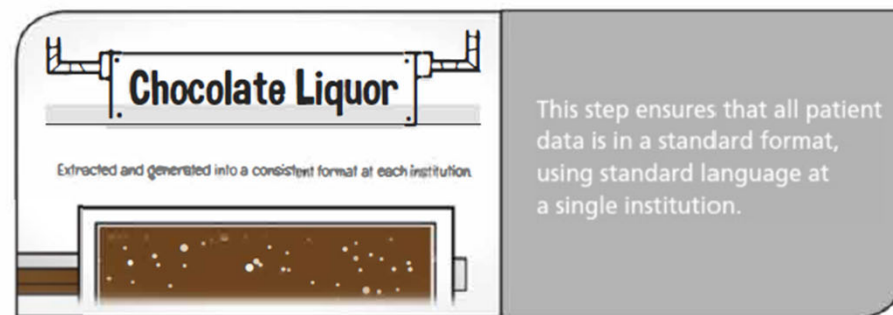 Chocolate Liquor
Extracted and generated into a consistent format at each institution
This step ensures that all patient
data is in a standard format,
using standard language at
a single institution.